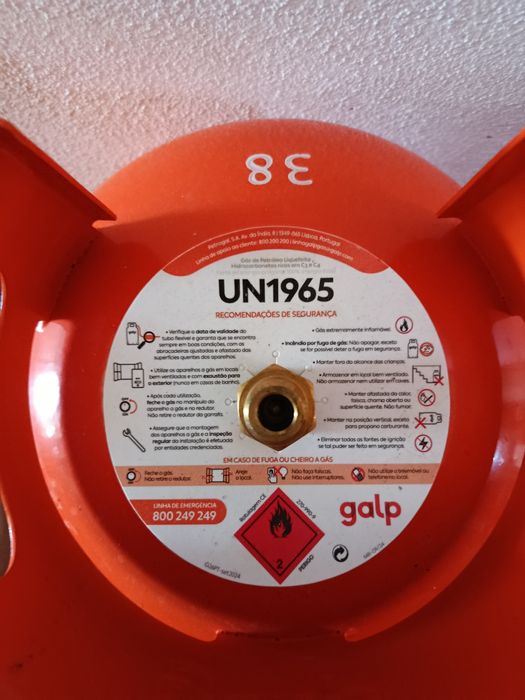 38
Petrogal, S.A. Av. da Índia, 8 | 1349-065 Lisboa, Portugal
Linha de apoio ao cliente: 800 200 200 | linhagalpgas@galp.com
Gás de Petróleo Liquefeito
Hidrocarbonetos ricos em C3 e C4
UN1965
RECOMENDAÇÕES DE SEGURANÇA
• Verifique a data de validade do
tubo flexível e garanta que se encontra
sempre em boas condições, com as
abraçadeiras ajustadas e afastado das
superfícies quentes dos aparelhos.
• Utilize os aparelhos a gás em locais
bem ventilados e com exaustão para
o exterior (nunca em casas de banho).
• Após cada utilização,
feche o gás no manípulo do
aparelho a gás e no redutor.
Não retire o redutor da garrafa.
• Assegure que a montagem
dos aparelhos a gás e a inspeção
regular da instalação é efetuada
por entidades credenciadas.
• Gás extremamente inflamável.
• Incêndio por fuga de gás: Não apagar, exceto
se for possível deter a fuga em segurança.
• Manter fora do alcance das crianças.
• Armazenar em local bem ventilado.
Não armazenar nem utilizar em caves.
• Manter afastada do calor,
faísca, chama aberta ou
superfície quente. Não fumar.
• Manter na posição vertical, exceto
para propano carburante.
• Eliminar todas as fontes de ignição
se tal puder ser feito em segurança.
EM CASO DE FUGA OU CHEIRO A GÁS
Feche o gás.
Não retire o redutor.
Areje
o local.
Não faça faíscas.
Não use interruptores.
Não utilize o telemóvel ou
telefone no local.
LINHA DE EMERGÊNCIA
800 249 249
Rotulagem CE
270-990-9
2
PERIGO
galp